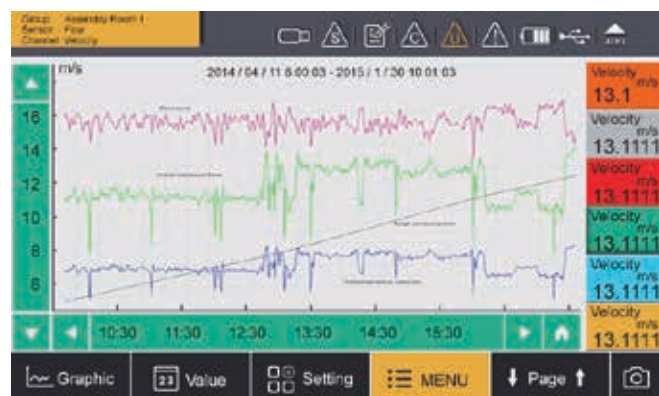 Group: Assembly Room 1
Sensor: Four
Channel: Velocity
m/s
2014 / 04 / 11 8:00:03 - 2015 / 1 / 30 10:01:03
16
14
12
10
8
6
10:30 11:30 12:30 13:30 14:30 15:30
Velocity
m/s
13.1
Velocity
m/s
13.1111
Velocity
m/s
13.1111
Velocity
m/s
13.1111
Velocity
m/s
13.1111
Velocity
m/s
13.1111
Graphic
23 Value
Setting
MENU
Page